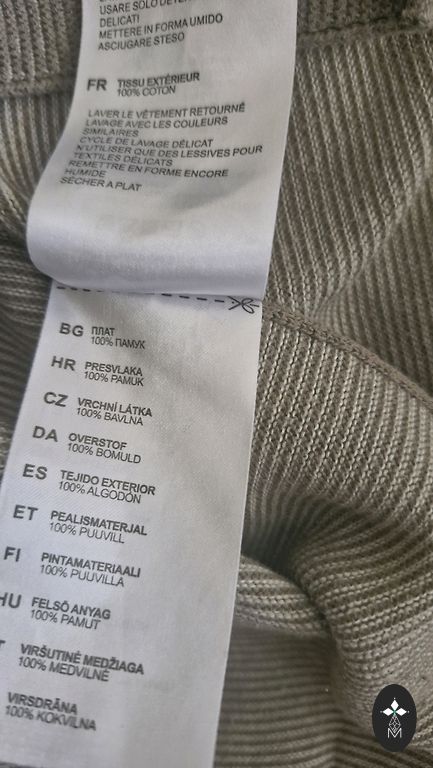 USARE SOLO
DELICATI
METTERE IN FORMA UMIDO
ASCIUGARE STESO
FR TISSU EXTÉRIEUR
100% COTON
LAVER LE VÊTEMENT RETOURNÉ
LAVAGE AVEC LES COULEURS
SIMILAIRES
CYCLE DE LAVAGE DÉLICAT
N'UTILISER QUE DES LESSIVES POUR
TEXTILES DÉLICATS
REMETTRE EN FORME ENCORE
HUMIDE
SÉCHER A PLAT
BG ПЛАТ
100% ПАМУК
HR PRESVLAKA
100% PAMUK
CZ VRCHNÍ LÁTKA
100% BAVLNA
DA OVERSTOF
100% BOMULD
ES TEJIDO EXTERIOR
100% ALGODÓN
ET PEALISMATERJAL
100% PUUVILL
FI PINTAMATERIAALI
100% PUUVILLA
HU FELSŐ ANYAG
100% PAMUT
T VIRŠUTINĖ MEDŽIAGA
100% MEDVILNĖ
VIRSDRĀNA
100% KOKVILNA
M